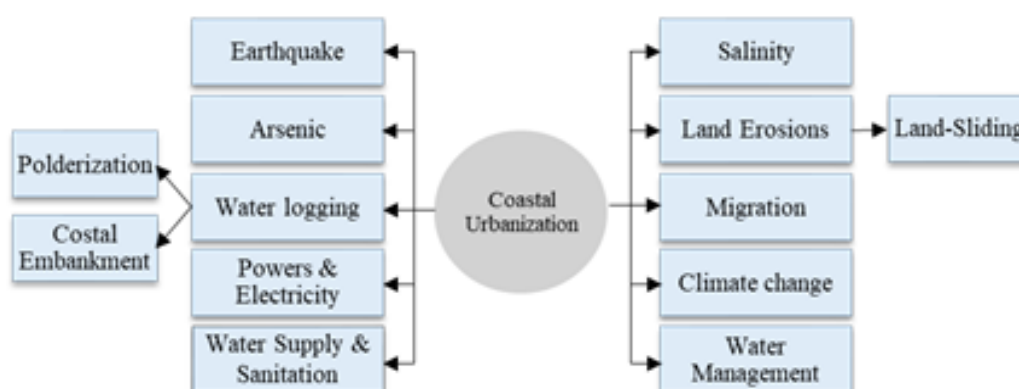 Earthquake
Arsenic
Polderization
Water logging
Costal
Embankment
Powers &
Electricity
Water Supply &
Sanitation
Coastal
Urbanization
Salinity
Land Erosions
Land-Sliding
Migration
Climate change
Water
Management